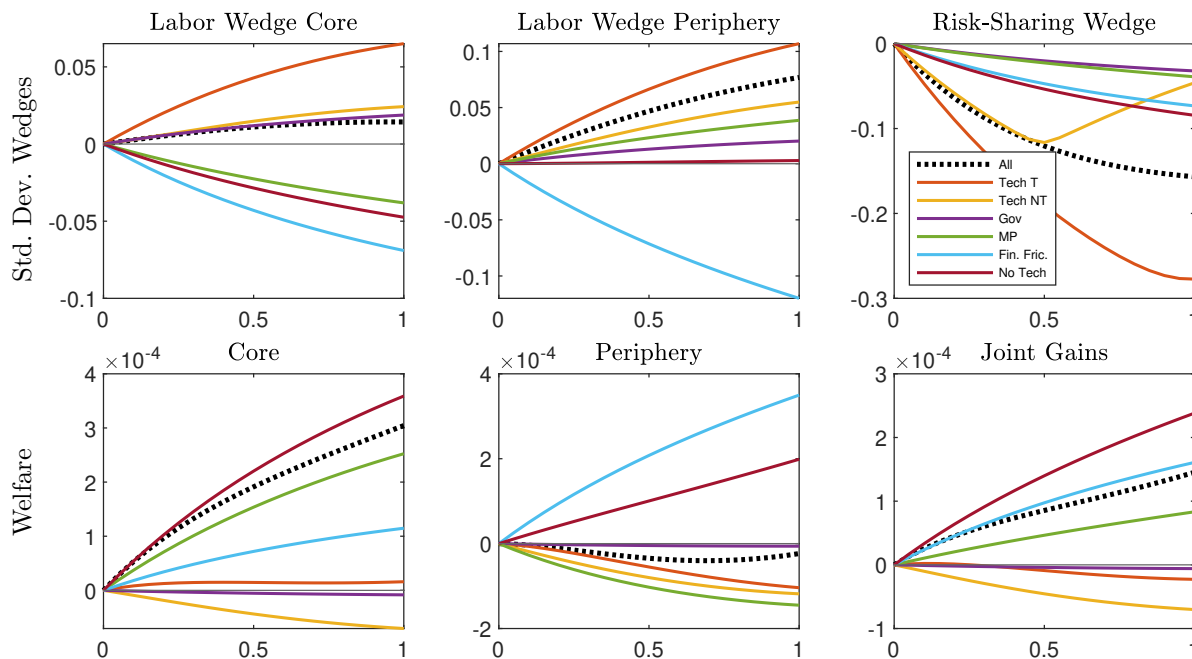 Labor Wedge Core
Labor Wedge Periphery
Risk-Sharing Wedge
Std. Dev. Wedges
0.05
0
-0.05
-0.1
0 0.5 1
0.1
0.05
0
-0.05
-0.1
0 0.5 1
0
-0.1
-0.2
-0.3
0 0.5 1
All
Tech T
Tech NT
Gov
MP
Fin. Fric.
No Tech
Core
Periphery
Joint Gains
Welfare
×10⁻⁴
4
3
2
1
0
0 0.5 1
×10⁻⁴
4
2
0
-2
0 0.5 1
×10⁻⁴
3
2
1
0
-1
0 0.5 1